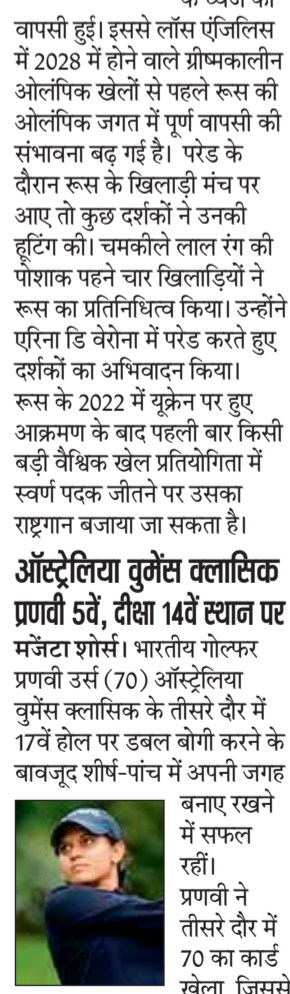 वापसी हुई। इससे लॉस एंजिलिस
में 2028 में होने वाले ग्रीष्मकालीन
ओलंपिक खेलों से पहले रूस की
ओलंपिक जगत में पूर्ण वापसी की
संभावना बढ़ गई है। परेड के
दौरान रूस के खिलाड़ी मंच पर
आए तो कुछ दर्शकों ने उनकी
हूटिंग की। चमकीले लाल रंग की
पोशाक पहने चार खिलाड़ियों ने
रूस का प्रतिनिधित्व किया। उन्होंने
एरिना डि वेरोना में परेड करते हुए
दर्शकों का अभिवादन किया।
रूस के 2022 में यूक्रेन पर हुए
आक्रमण के बाद पहली बार किसी
बड़ी वैश्विक खेल प्रतियोगिता में
स्वर्ण पदक जीतने पर उसका
राष्ट्रगान बजाया जा सकता है।
ऑस्ट्रेलिया वुमेंस क्लासिक
प्रणवी 5वें, दीक्षा 14वें स्थान पर
मजेंटा शोर्स। भारतीय गोल्फर
प्रणवी उर्स (70) ऑस्ट्रेलिया
वुमेंस क्लासिक के तीसरे दौर में
17वें होल पर डबल बोगी करने के
बावजूद शीर्ष-पांच में अपनी जगह
बनाए रखने
में सफल
रहीं।
प्रणवी ने
तीसरे दौर में
70 का कार्ड
खेला, जिससे